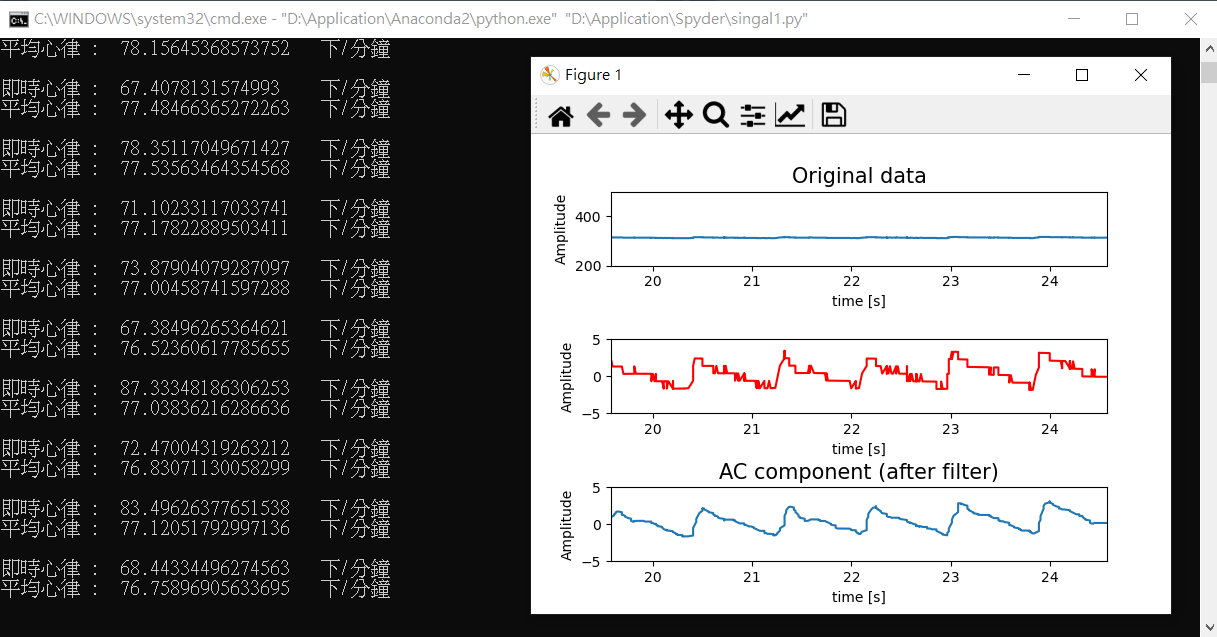 C:\WINDOWS\system32\cmd.exe - "D:\Application\Anaconda2\python.exe" "D:\Application\Spyder\singal1.py"
平均心律 : 78.15645368573752 下/分鐘
即時心律 : 67.4078131574993 下/分鐘
平均心律 : 77.48466365272263 下/分鐘
即時心律 : 78.35117049671427 下/分鐘
平均心律 : 77.53563464354568 下/分鐘
即時心律 : 71.10233117033741 下/分鐘
平均心律 : 77.17822889503411 下/分鐘
即時心律 : 73.87904079287097 下/分鐘
平均心律 : 77.00458741597288 下/分鐘
即時心律 : 67.38496265364621 下/分鐘
平均心律 : 76.52360617785655 下/分鐘
即時心律 : 87.33348186306253 下/分鐘
平均心律 : 77.03836216286636 下/分鐘
即時心律 : 72.47004319263212 下/分鐘
平均心律 : 76.83071130058299 下/分鐘
即時心律 : 83.49626377651538 下/分鐘
平均心律 : 77.12051792997136 下/分鐘
即時心律 : 68.44334496274563 下/分鐘
平均心律 : 76.75896905633695 下/分鐘
Figure 1
Original data
Amplitude
400
200
20 21 22 23 24
time [s]
Amplitude
5
0
−5
20 21 22 23 24
time [s]
AC component (after filter)
Amplitude
5
0
−5
20 21 22 23 24
time [s]